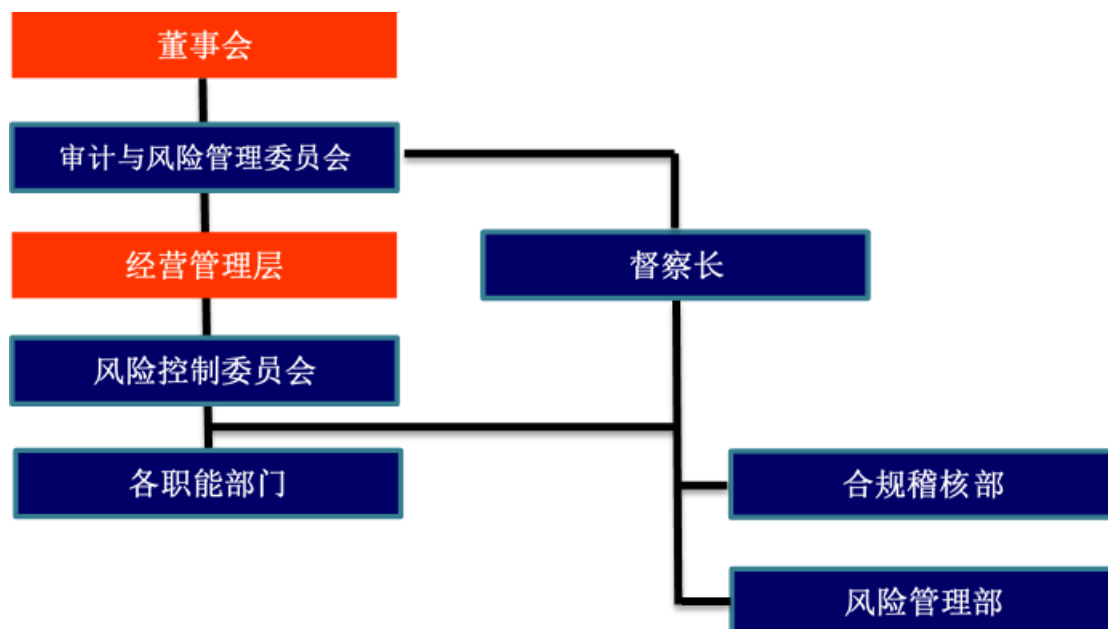 董事会
审计与风险管理委员会
经营管理层
督察长
风险控制委员会
各职能部门
合规稽核部
风险管理部